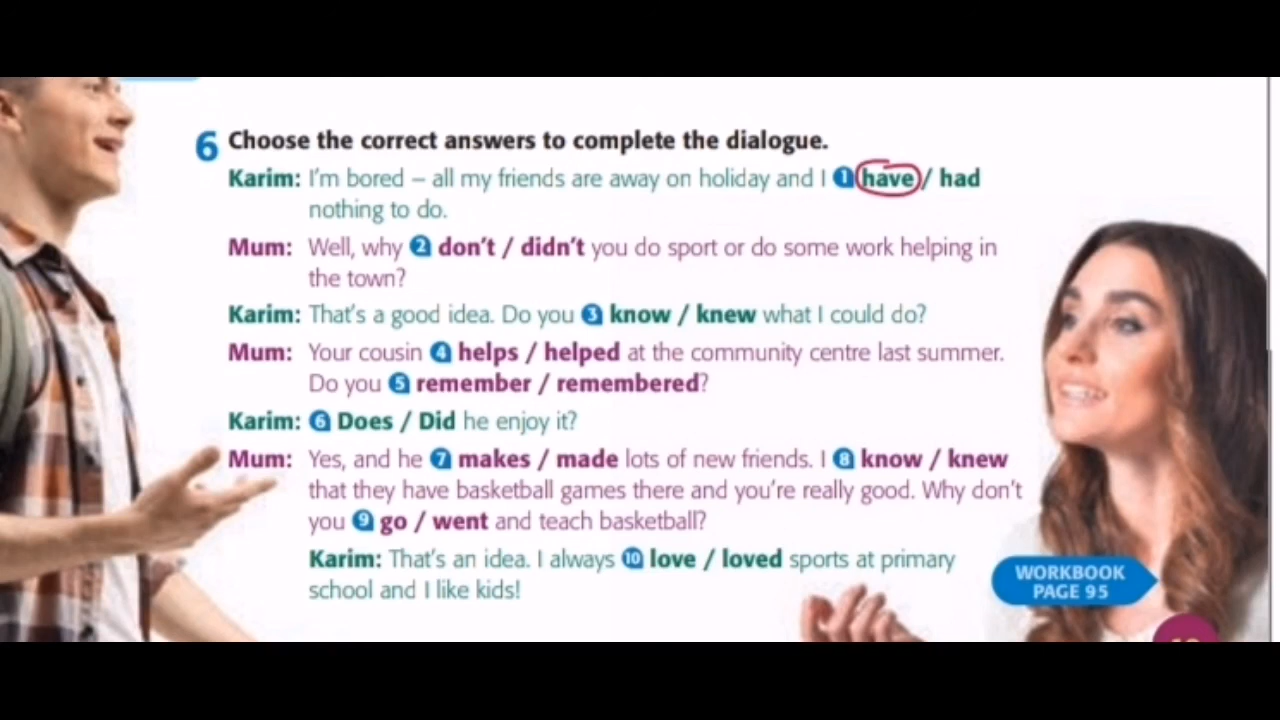 6 Choose the correct answers to complete the dialogue.
Karim: I'm bored – all my friends are away on holiday and I 1 have / had
nothing to do.
Mum: Well, why 2 don't / didn't you do sport or do some work helping in
the town?
Karim: That's a good idea. Do you 3 know / knew what I could do?
Mum: Your cousin 4 helps / helped at the community centre last summer.
Do you 5 remember / remembered?
Karim: 6 Does / Did he enjoy it?
Mum: Yes, and he 7 makes / made lots of new friends. I 8 know / knew
that they have basketball games there and you're really good. Why don't
you 9 go / went and teach basketball?
Karim: That's an idea. I always 10 love / loved sports at primary
school and I like kids!
WORKBOOK
PAGE 95